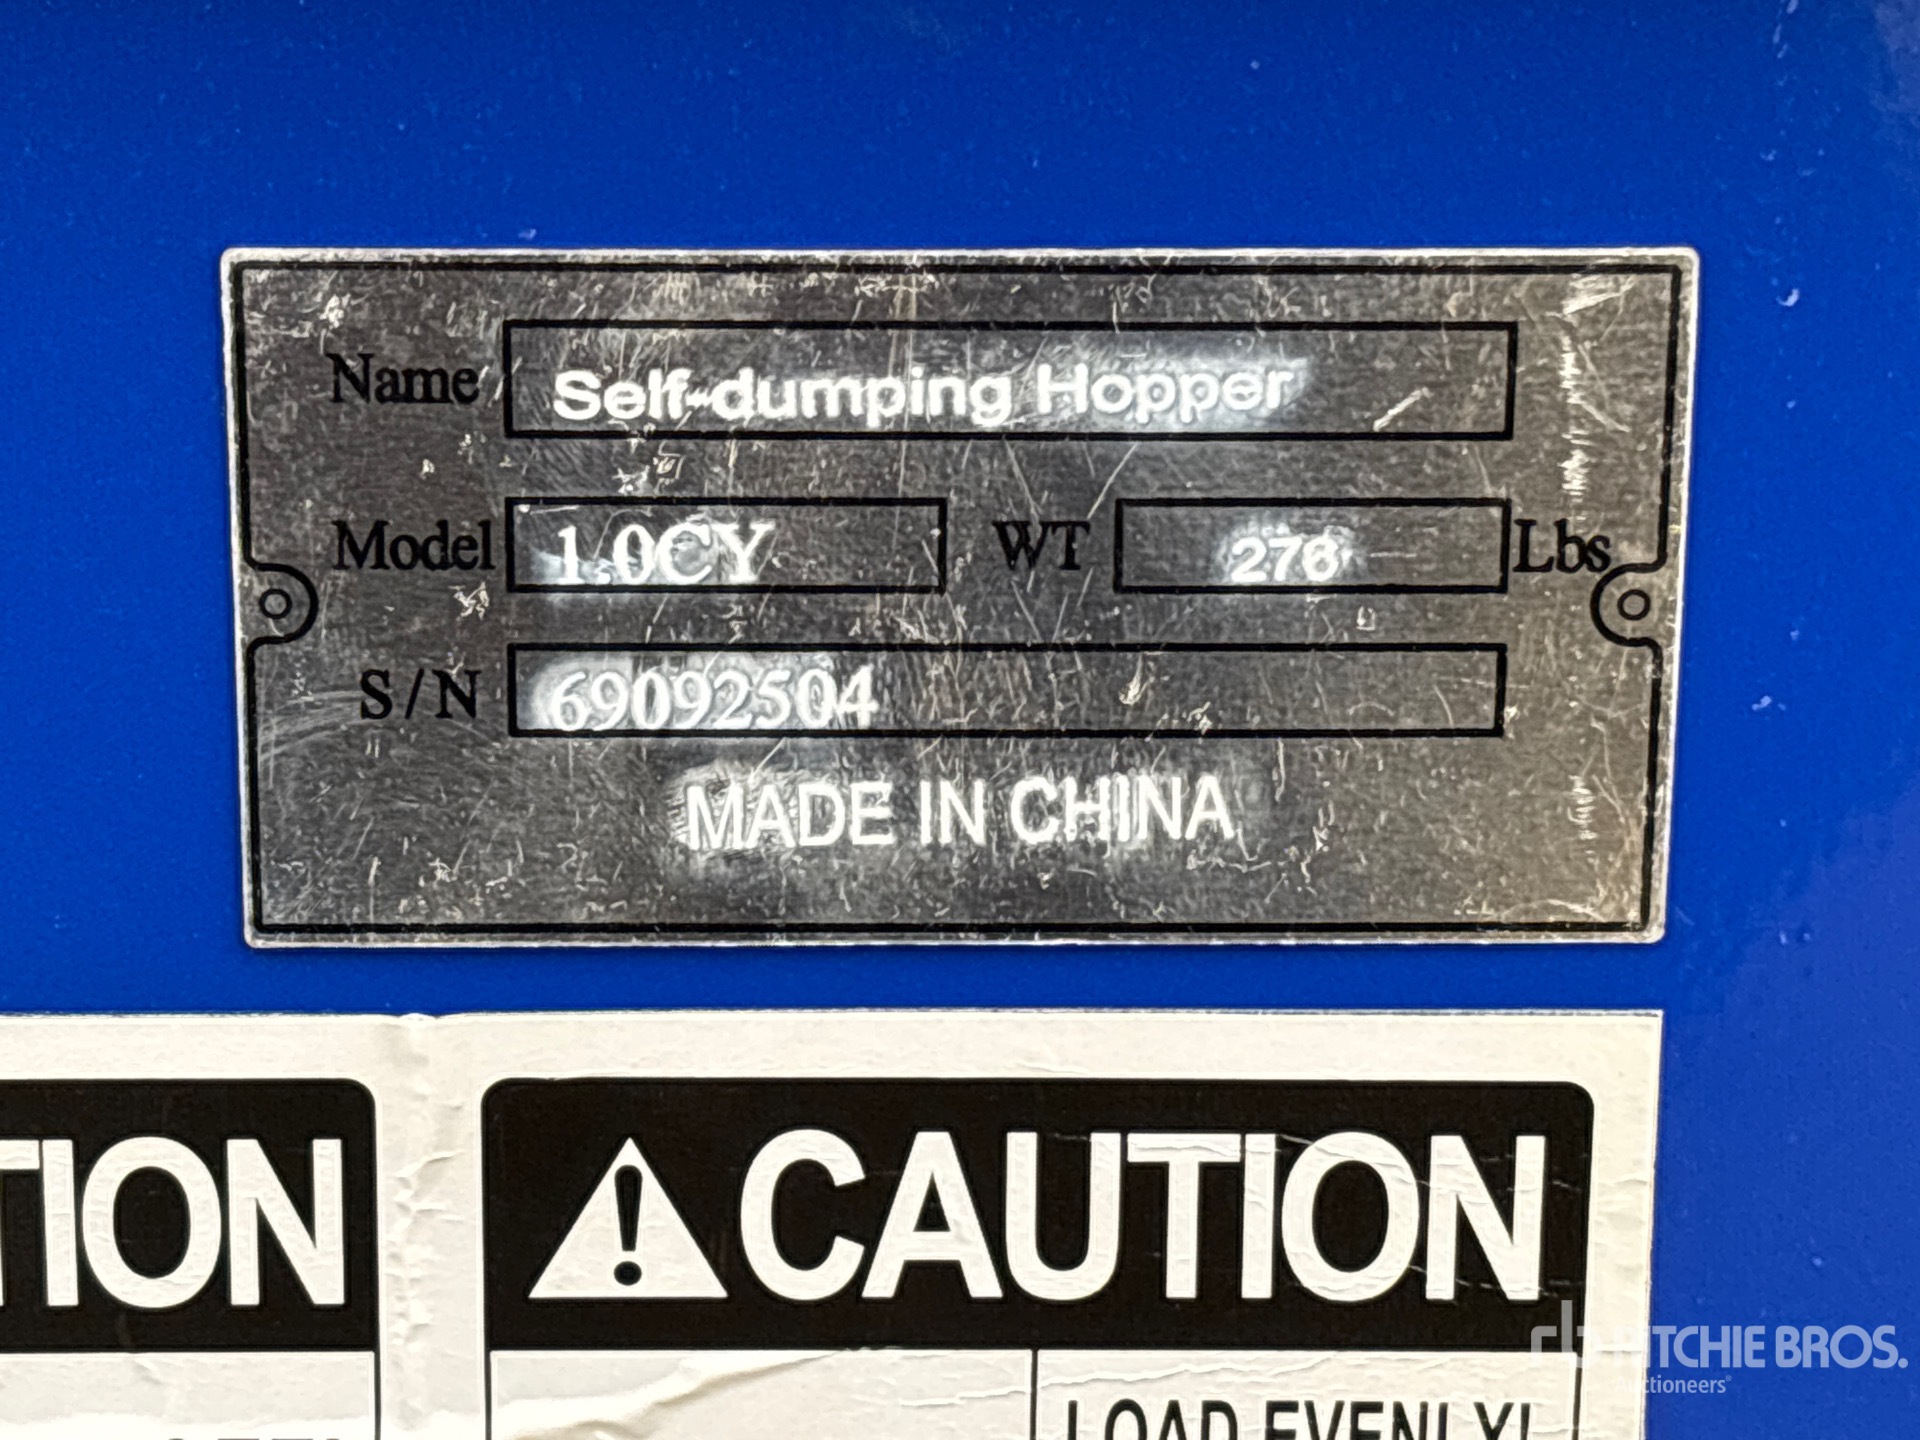 Name Self-dumping Hopper
Model 1.0CY WT 276 Lbs
S/N 69092504
MADE IN CHINA
TION
CAUTION
LOAD EVENLY!
RITCHIE BROS.
Auctioneers